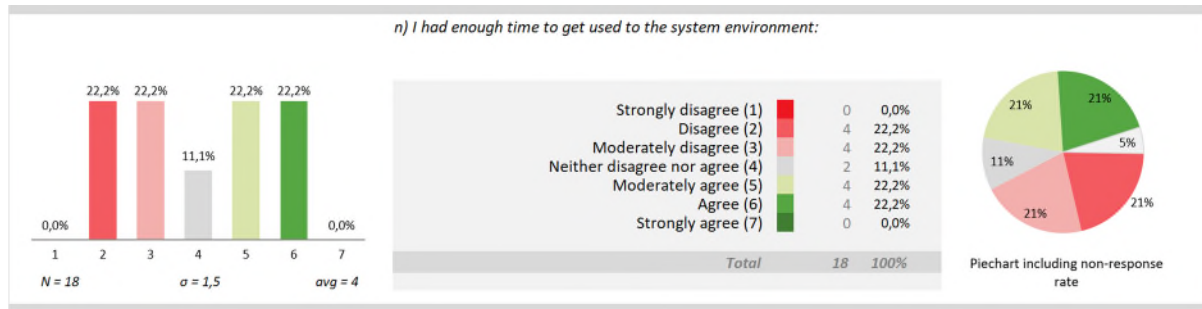 n) I had enough time to get used to the system environment:
22,2% 22,2% 22,2% 22,2%
11,1%
0,0% 0,0%
1 2 3 4 5 6 7
N = 18 σ = 1,5 avg = 4
Strongly disagree (1) 0 0,0%
Disagree (2) 4 22,2%
Moderately disagree (3) 4 22,2%
Neither disagree nor agree (4) 2 11,1%
Moderately agree (5) 4 22,2%
Agree (6) 4 22,2%
Strongly agree (7) 0 0,0%
Total 18 100%
21% 21%
5%
11%
21% 21%
Piechart including non-response
rate